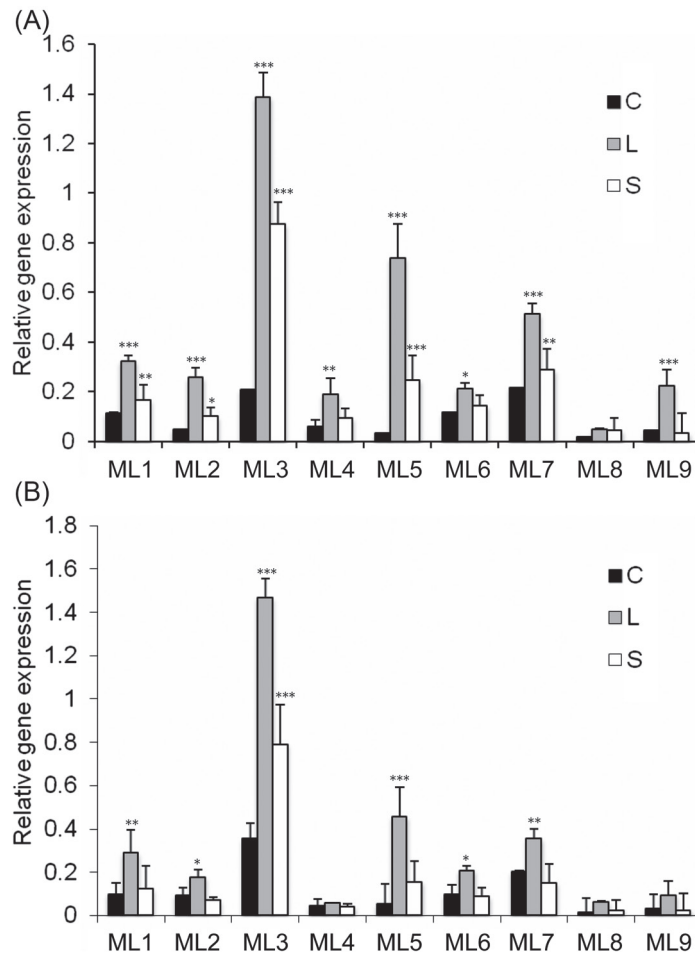 (A)
Relative gene expression
1.6
1.4
1.2
1
0.8
0.6
0.4
0.2
0
C
L
S
*** ** *** * *** *** ** *** *** * *** ** ***
ML1 ML2 ML3 ML4 ML5 ML6 ML7 ML8 ML9
(B)
Relative gene expression
1.8
1.6
1.4
1.2
1
0.8
0.6
0.4
0.2
0
C
L
S
** * *** *** *** * **
ML1 ML2 ML3 ML4 ML5 ML6 ML7 ML8 ML9